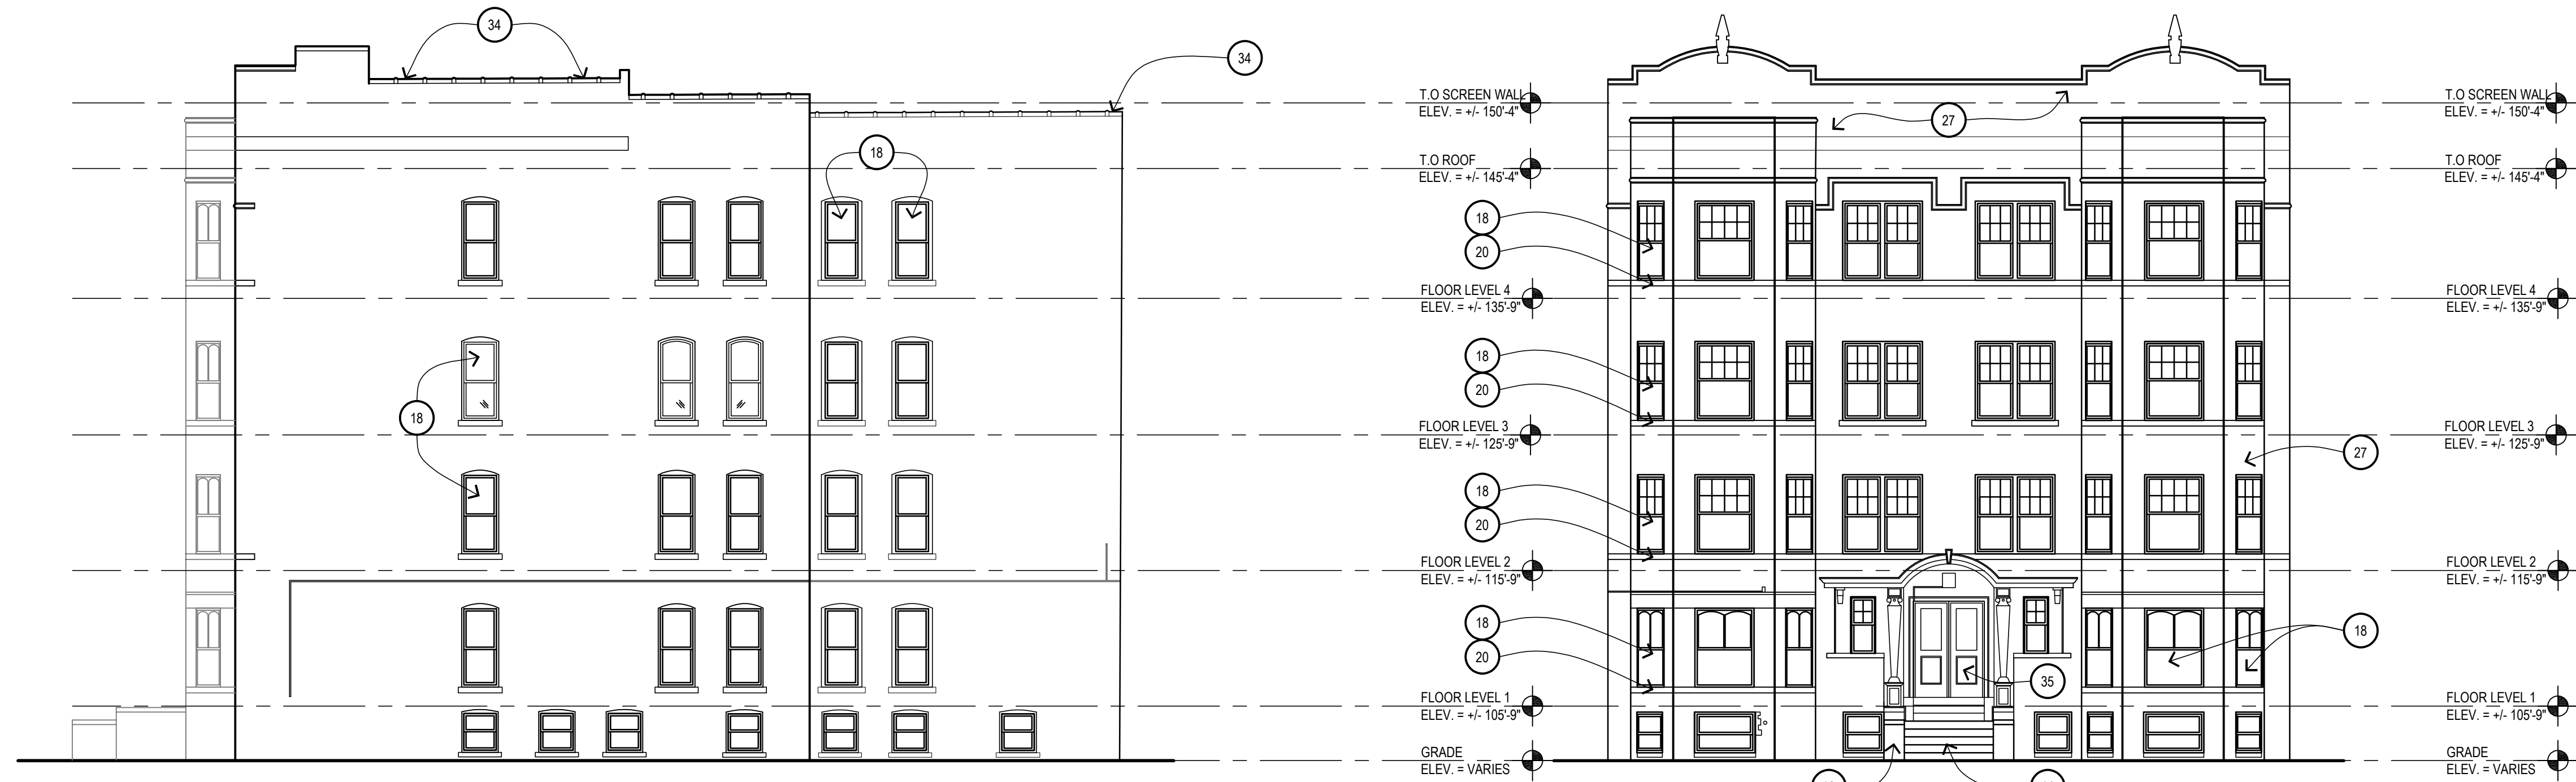 34
34
18
18
T.O SCREEN WALL
ELEV. = +/- 150'-4"
T.O ROOF
ELEV. = +/- 145'-4"
FLOOR LEVEL 4
ELEV. = +/- 135'-9"
FLOOR LEVEL 3
ELEV. = +/- 125'-9"
FLOOR LEVEL 2
ELEV. = +/- 115'-9"
FLOOR LEVEL 1
ELEV. = +/- 105'-9"
GRADE
ELEV. = VARIES
27
18
20
18
20
18
20
18
20
27
18
35
T.O SCREEN WALL
ELEV. = +/- 150'-4"
T.O ROOF
ELEV. = +/- 145'-4"
FLOOR LEVEL 4
ELEV. = +/- 135'-9"
FLOOR LEVEL 3
ELEV. = +/- 125'-9"
FLOOR LEVEL 2
ELEV. = +/- 115'-9"
FLOOR LEVEL 1
ELEV. = +/- 105'-9"
GRADE
ELEV. = VARIES